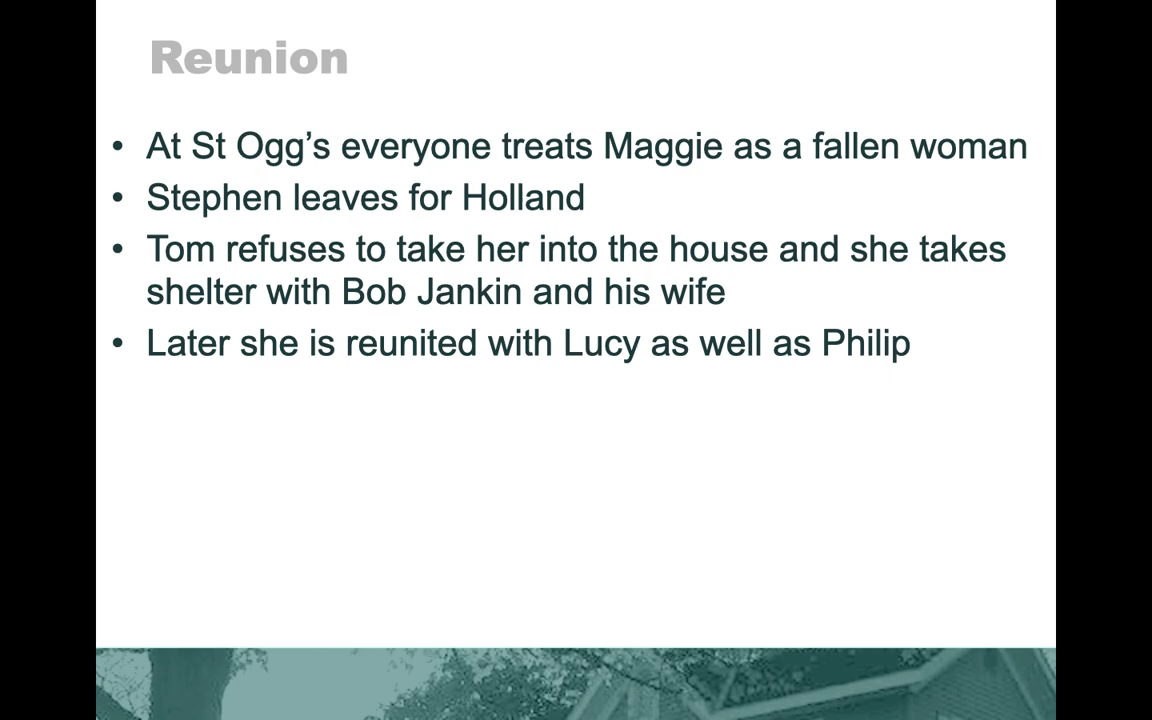 Reunion
• At St Ogg’s everyone treats Maggie as a fallen woman
• Stephen leaves for Holland
• Tom refuses to take her into the house and she takes
shelter with Bob Jankin and his wife
• Later she is reunited with Lucy as well as Philip